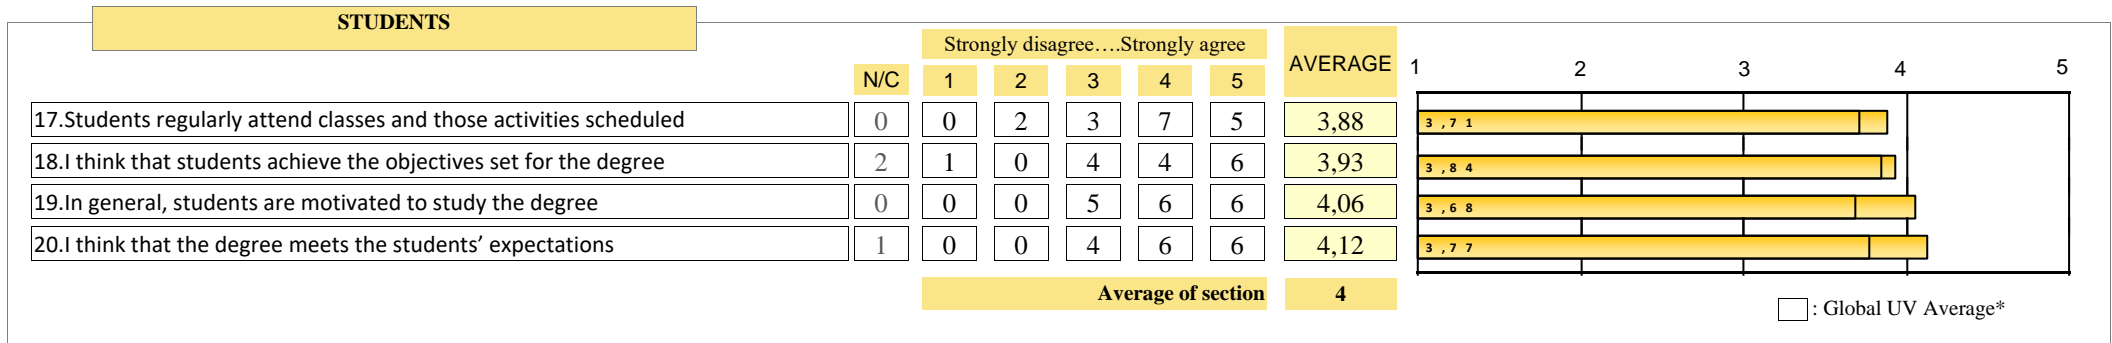 STUDENTS
Strongly disagree….Strongly agree
AVERAGE
N/C 1 2 3 4 5
1 2 3 4 5
17.Students regularly attend classes and those activities scheduled 0 0 2 3 7 5 3,88 3,71
18.I think that students achieve the objectives set for the degree 2 1 0 4 4 6 3,93 3,84
19.In general, students are motivated to study the degree 0 0 0 5 6 6 4,06 3,68
20.I think that the degree meets the students’ expectations 1 0 0 4 6 6 4,12 3,77
Average of section 4
: Global UV Average*